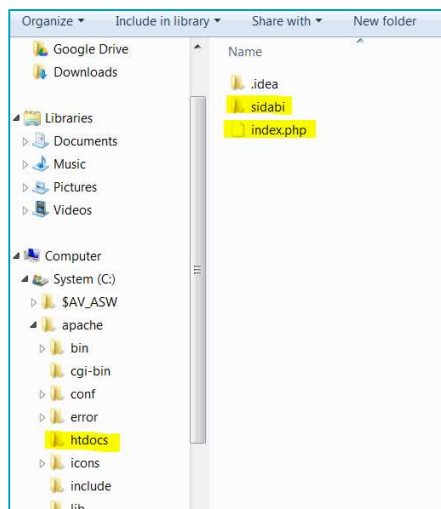 Organize Include in library Share with New folder
Google Drive
Downloads
Libraries
Documents
Music
Pictures
Videos
Computer
System (C:)
$AV_ASW
apache
bin
cgi-bin
conf
error
htdocs
icons
include
lib
Name
.idea
sidabi
index.php